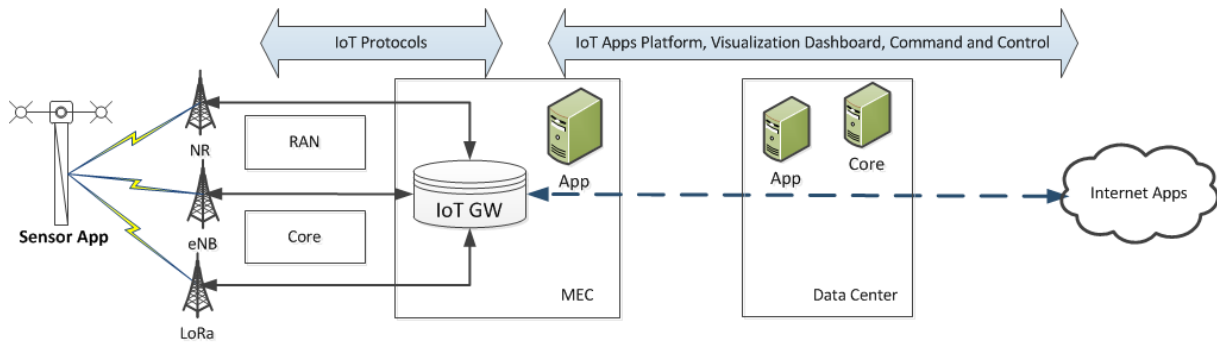 IoT Protocols
IoT Apps Platform, Visualization Dashboard, Command and Control
NR
RAN
App
App
Core
Sensor App
eNB
Core
IoT GW
Internet Apps
LoRa
MEC
Data Center